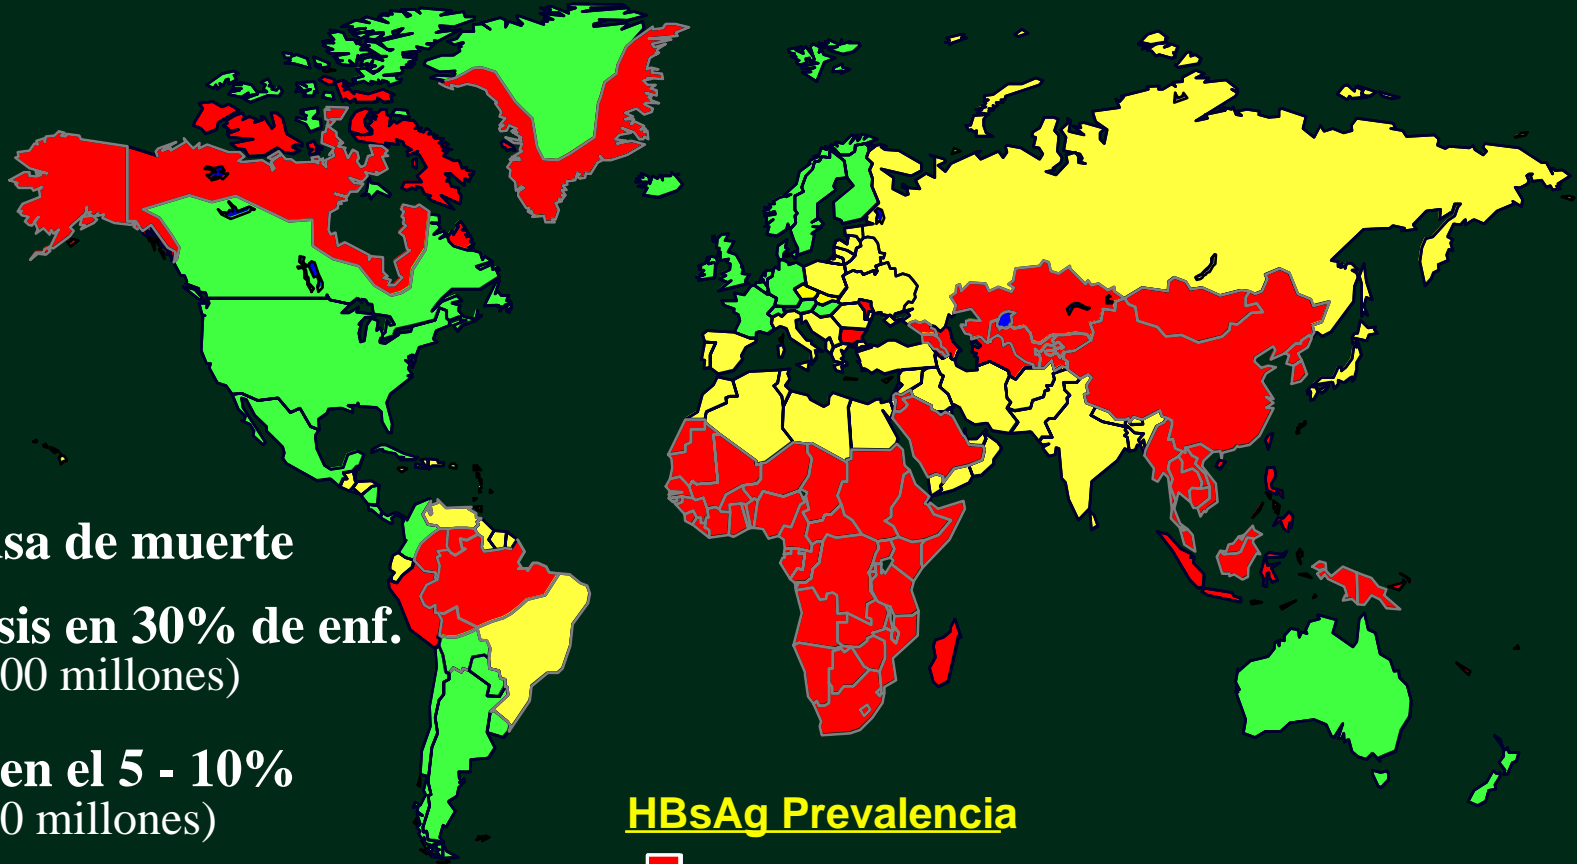 sa de muerte
sis en 30% de enf.
00 millones)
en el 5 - 10%
0 millones)
HBsAg Prevalencia